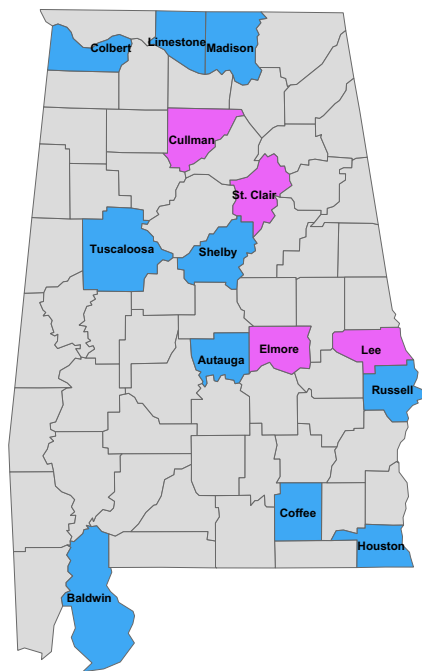 Limestone
Colbert
Madison
Cullman
St. Clair
Tuscaloosa
Shelby
Autauga
Elmore
Lee
Russell
Coffee
Houston
Baldwin